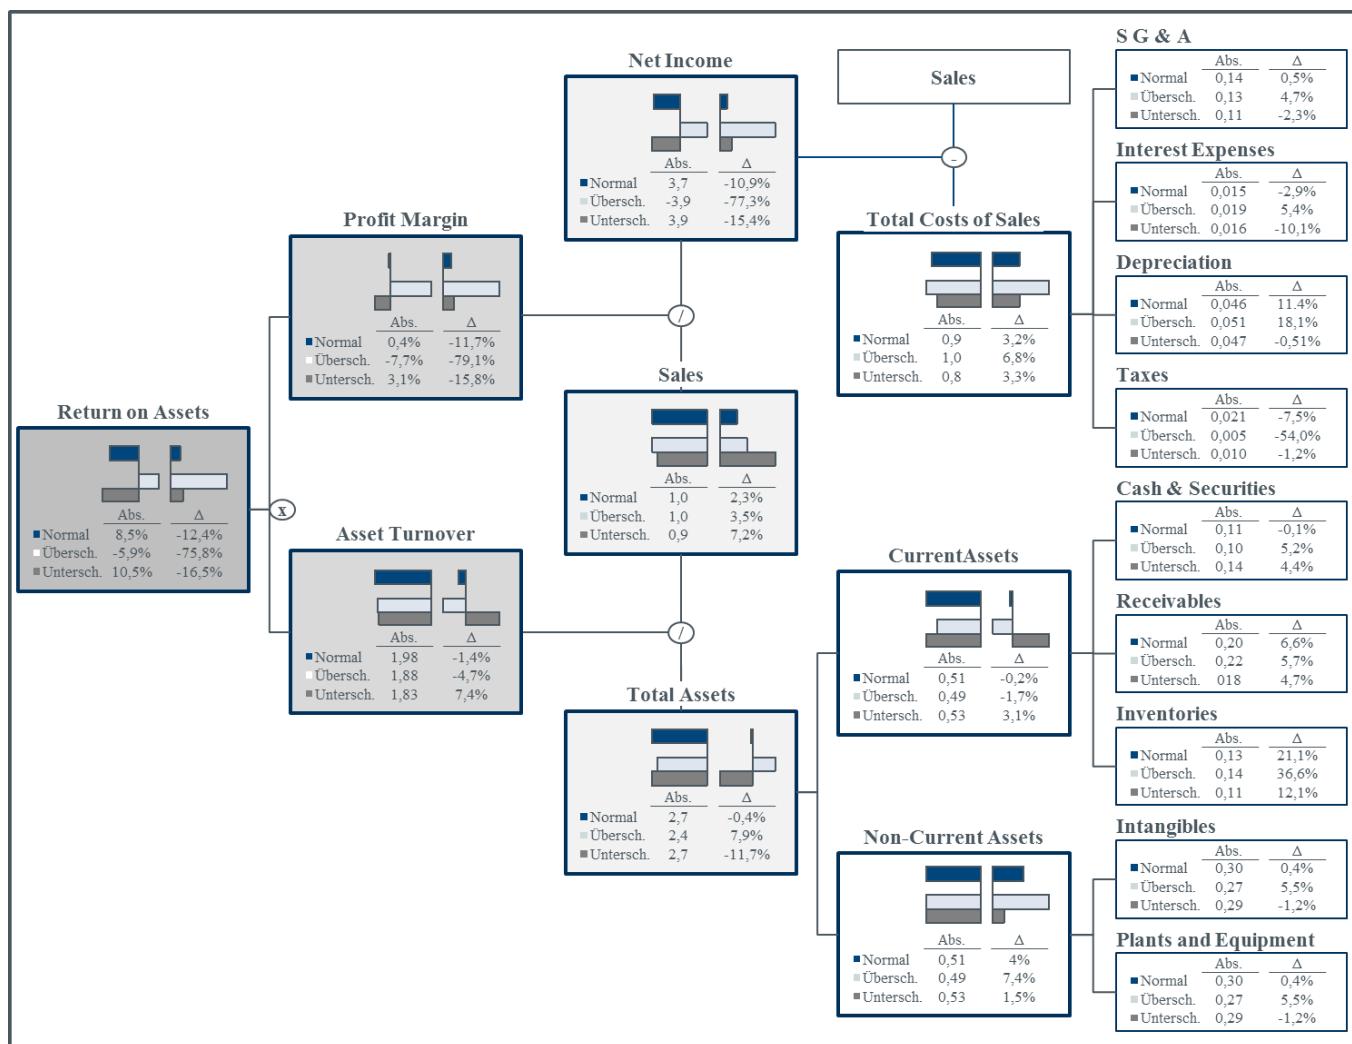 Return on Assets
Abs. Δ
Normal 8,5% -12,4%
Übersch. -5,9% -75,8%
Untersch. 10,5% -16,5%
x
Profit Margin
Abs. Δ
Normal 0,4% -11,7%
Übersch. -7,7% -79,1%
Untersch. 3,1% -15,8%
Asset Turnover
Abs. Δ
Normal 1,98 -1,4%
Übersch. 1,88 -4,7%
Untersch. 1,83 7,4%
Net Income
Abs. Δ
Normal 3,7 -10,9%
Übersch. -3,9 -77,3%
Untersch. 3,9 -15,4%
/
Sales
Abs. Δ
Normal 1,0 2,3%
Übersch. 1,0 3,5%
Untersch. 0,9 7,2%
/
Total Assets
Abs. Δ
Normal 2,7 -0,4%
Übersch. 2,4 7,9%
Untersch. 2,7 -11,7%
Sales
-
Total Costs of Sales
Abs. Δ
Normal 0,9 3,2%
Übersch. 1,0 6,8%
Untersch. 0,8 3,3%
CurrentAssets
Abs. Δ
Normal 0,51 -0,2%
Übersch. 0,49 -1,7%
Untersch. 0,53 3,1%
Non-Current Assets
Abs. Δ
Normal 0,51 4%
Übersch. 0,49 7,4%
Untersch. 0,53 1,5%
S G & A
Abs. Δ
Normal 0,14 0,5%
Übersch. 0,13 4,7%
Untersch. 0,11 -2,3%
Interest Expenses
Abs. Δ
Normal 0,015 -2,9%
Übersch. 0,019 5,4%
Untersch. 0,016 -10,1%
Depreciation
Abs. Δ
Normal 0,046 11.4%
Übersch. 0,051 18,1%
Untersch. 0,047 -0,51%
Taxes
Abs. Δ
Normal 0,021 -7,5%
Übersch. 0,005 -54,0%
Untersch. 0,010 -1,2%
Cash & Securities
Abs. Δ
Normal 0,11 -0,1%
Übersch. 0,10 5,2%
Untersch. 0,14 4,4%
Receivables
Abs. Δ
Normal 0,20 6,6%
Übersch. 0,22 5,7%
Untersch. 018 4,7%
Inventories
Abs. Δ
Normal 0,13 21,1%
Übersch. 0,14 36,6%
Untersch. 0,11 12,1%
Intangibles
Abs. Δ
Normal 0,30 0,4%
Übersch. 0,27 5,5%
Untersch. 0,29 -1,2%
Plants and Equipment
Abs. Δ
Normal 0,30 0,4%
Übersch. 0,27 5,5%
Untersch. 0,29 -1,2%